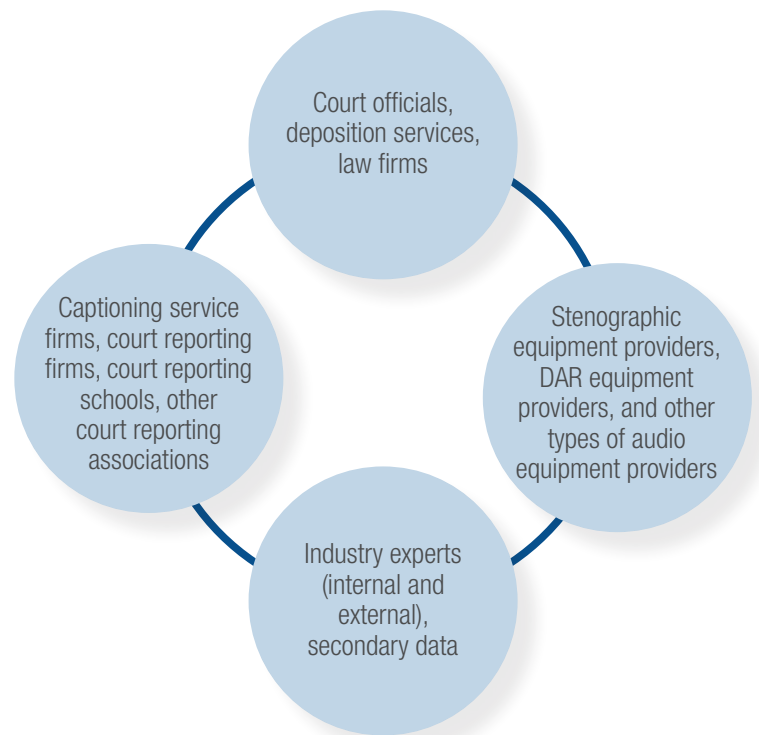 Court officials,
deposition services,
law firms
Captioning service
firms, court reporting
firms, court reporting
schools, other
court reporting
associations
Stenographic
equipment providers,
DAR equipment
providers, and other
types of audio
equipment providers
Industry experts
(internal and
external),
secondary data